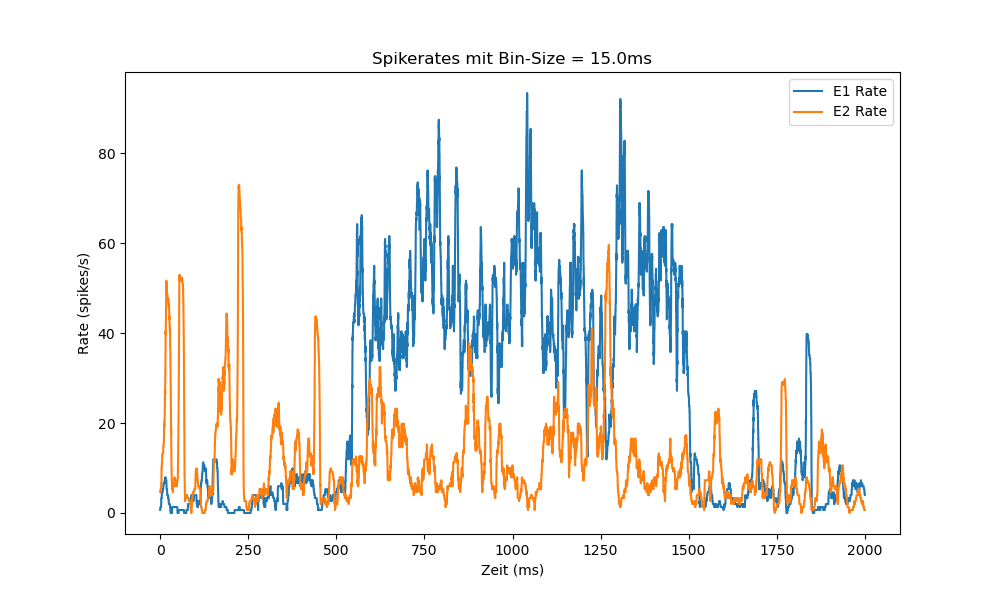 Spikerates mit Bin-Size = 15.0ms
E1 Rate
E2 Rate
Rate (spikes/s)
80
60
40
20
0
0 250 500 750 1000 1250 1500 1750 2000
Zeit (ms)